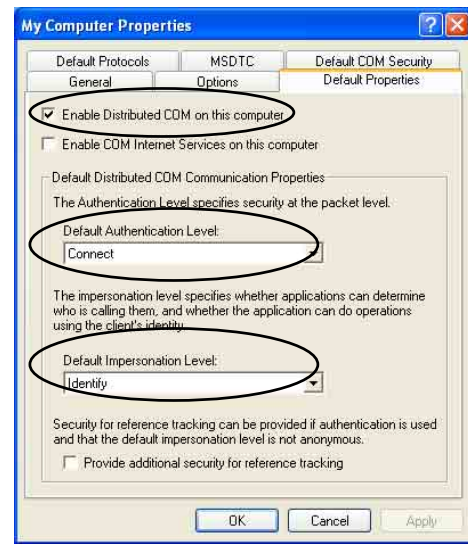 My Computer Properties
Default Protocols
MSDTC
Default COM Security
General
Options
Default Properties
Enable Distributed COM on this computer
Enable COM Internet Services on this computer
Default Distributed COM Communication Properties
The Authentication Level specifies security at the packet level.
Default Authentication Level:
Connect
The impersonation level specifies whether applications can determine
who is calling them, and whether the application can do operations
using the client's identity.
Default Impersonation Level:
Identify
Security for reference tracking can be provided if authentication is used
and that the default impersonation level is not anonymous.
Provide additional security for reference tracking
OK
Cancel
Apply